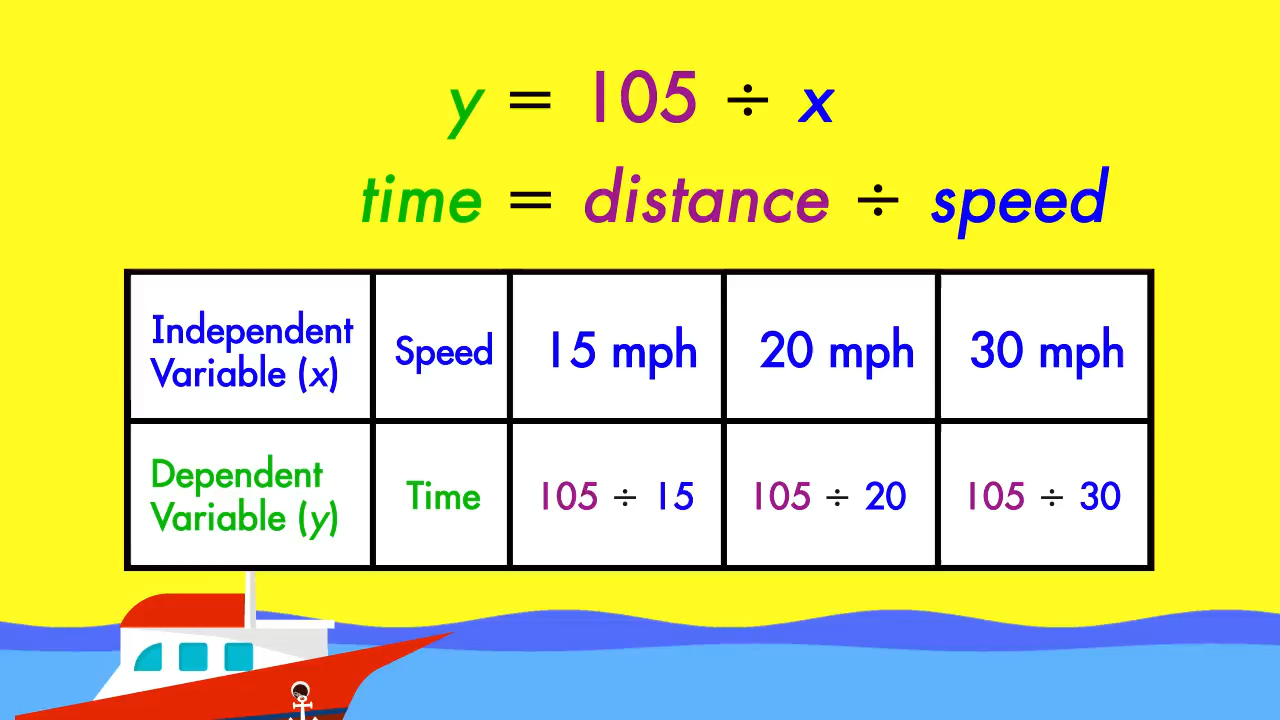 y = 105 ÷ x
time = distance ÷ speed
Independent Variable (x) Speed 15 mph 20 mph 30 mph
Dependent Variable (y) Time 105 ÷ 15 105 ÷ 20 105 ÷ 30